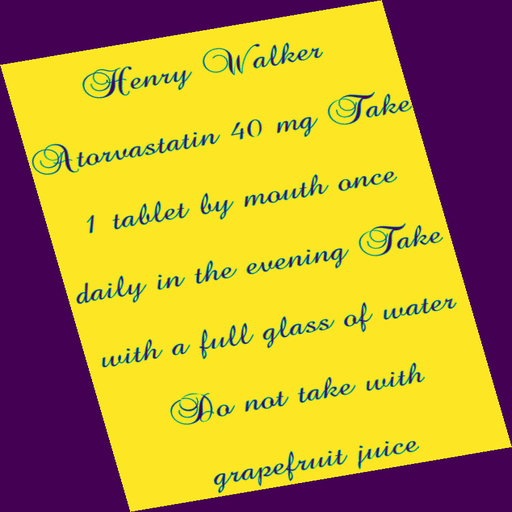 Henry Walker
Atorvastatin 40 mg Take
1 tablet by mouth once
daily in the evening Take
with a full glass of water
Do not take with
grapefruit juice